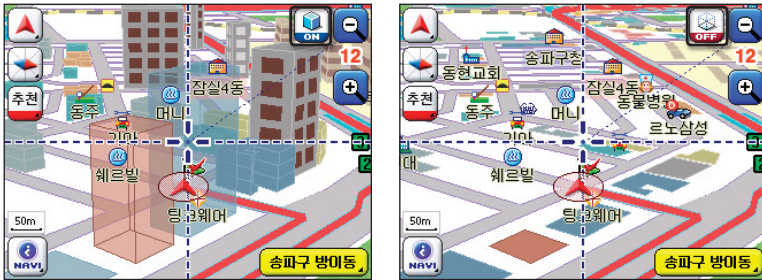 ON
12
추천
잠실4동
머니
동주
기아
쉐르빌
팅크웨어
50m
NAVI
송파구 방이동
2
OFF
12
송파구청
동현교회
추천
잠실4동
동물병원
머니
동주
르노삼성
기아
쉐르빌
대
팅크웨어
50m
NAVI
송파구 방이동
2